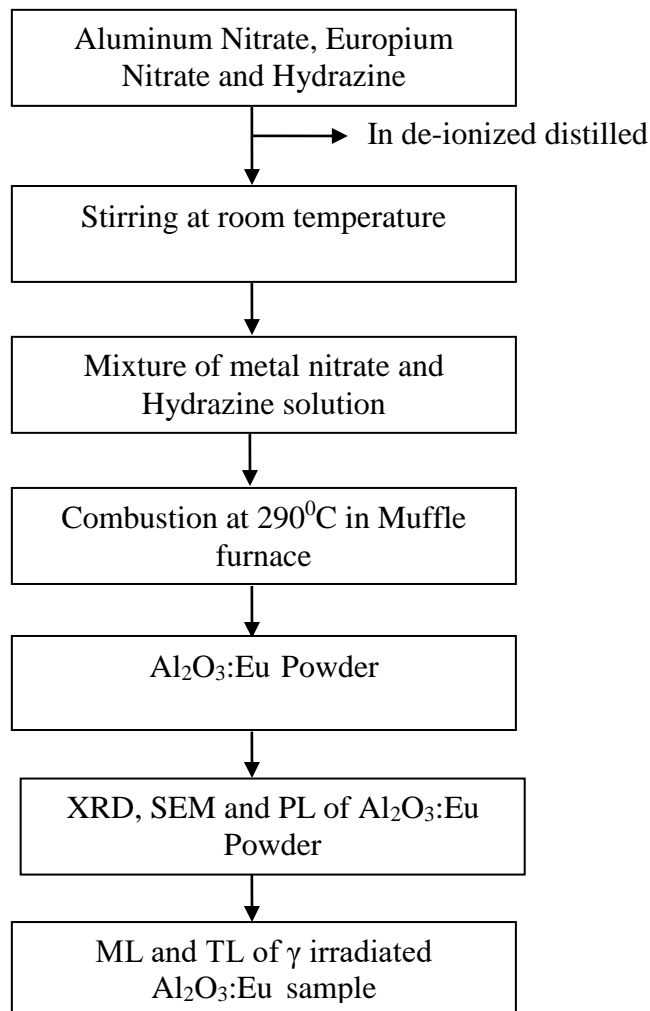 Aluminum Nitrate, Europium
Nitrate and Hydrazine
In de-ionized distilled
Stirring at room temperature
Mixture of metal nitrate and
Hydrazine solution
Combustion at 290⁰C in Muffle
furnace
Al₂O₃:Eu Powder
XRD, SEM and PL of Al₂O₃:Eu
Powder
ML and TL of γ irradiated
Al₂O₃:Eu sample